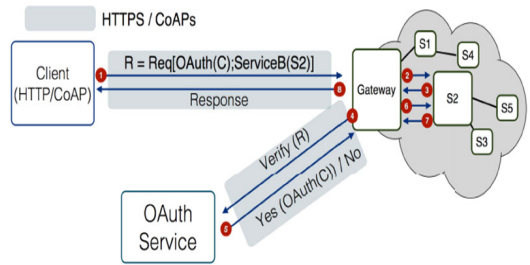 HTTPS / CoAPs
Client
(HTTP/CoAP)
1
R = Req[OAuth(C);ServiceB(S2)]
8
Response
Gateway
2
3
6
7
S1
S4
S2
S5
S3
4
Verify (R)
Yes (OAuth(C)) / No
5
OAuth
Service